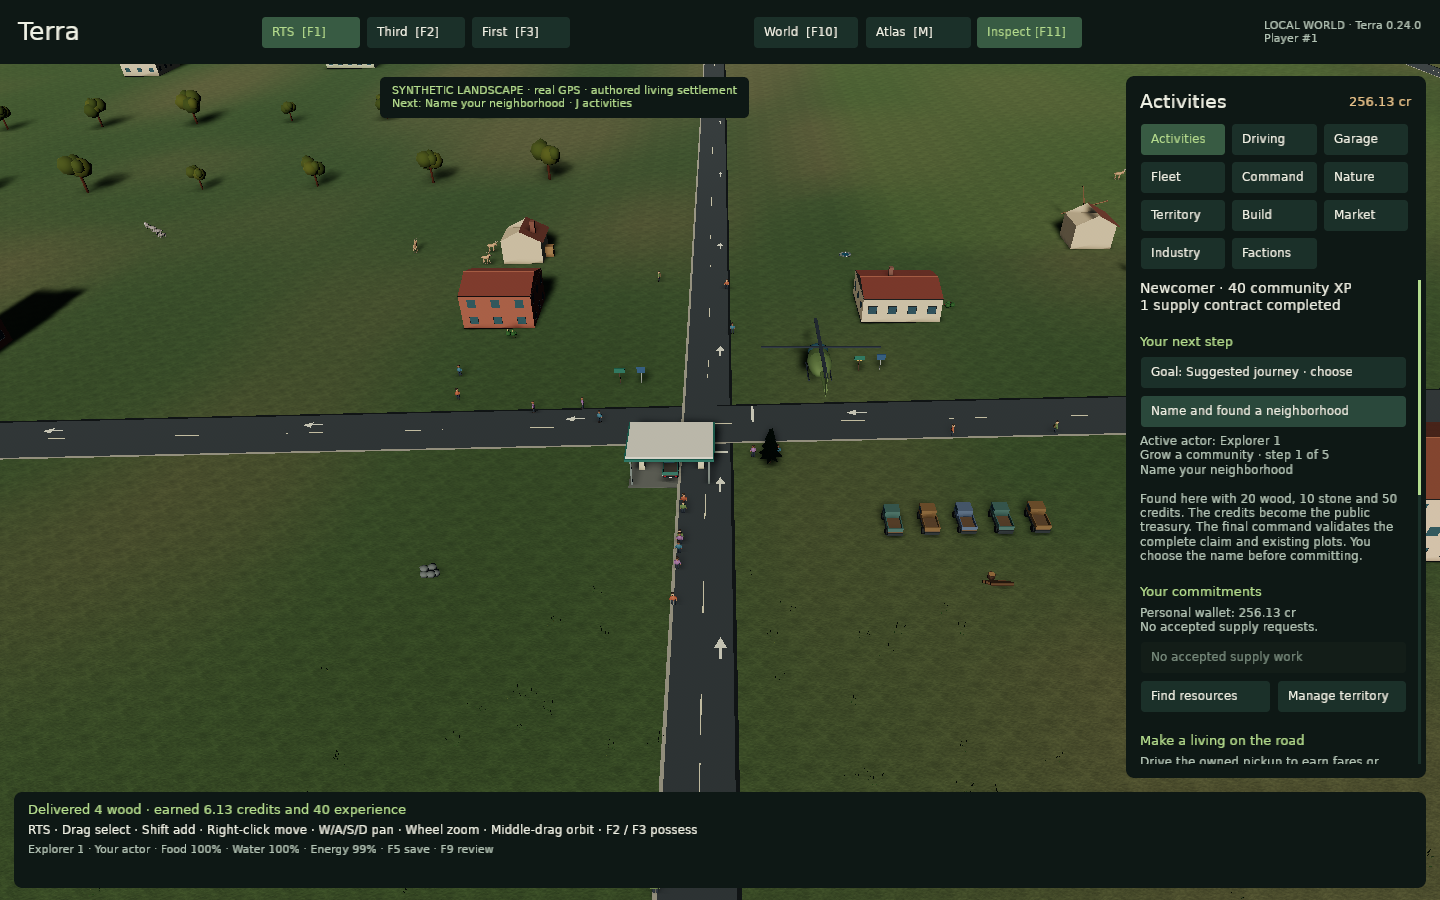 Terra
RTS [F1]
Third [F2]
First [F3]
World [F10]
Atlas [M]
Inspect [F11]
LOCAL WORLD · Terra 0.24.0
Player #1
SYNTHETIC LANDSCAPE · real GPS · authored living settlement
Next: Name your neighborhood · J activities
Activities
256.13 cr
Activities
Driving
Garage
Fleet
Command
Nature
Territory
Build
Market
Industry
Factions
Newcomer · 40 community XP
1 supply contract completed
Your next step
Goal: Suggested journey · choose
Name and found a neighborhood
Active actor: Explorer 1
Grow a community · step 1 of 5
Name your neighborhood
Found here with 20 wood, 10 stone and 50
credits. The credits become the public
treasury. The final command validates the
complete claim and existing plots. You
choose the name before committing.
Your commitments
Personal wallet: 256.13 cr
No accepted supply requests.
No accepted supply work
Find resources
Manage territory
Make a living on the road
Drive the owned pickup to earn fares or
Delivered 4 wood · earned 6.13 credits and 40 experience
RTS · Drag select · Shift add · Right-click move · W/A/S/D pan · Wheel zoom · Middle-drag orbit · F2 / F3 possess
Explorer 1 · Your actor · Food 100% · Water 100% · Energy 99% · F5 save · F9 review